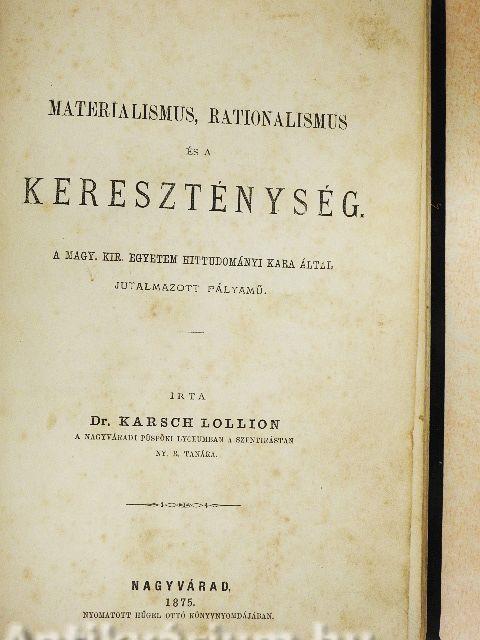 MATERIALISMUS, RATIONALISMUS
ÉS A
KERESZTÉNYSÉG.
A MAGY. KIR. EGYETEM HITTUDOMÁNYI KARA ÁLTAL
JUTALMAZOTT PÁLYAMŰ.
IRTA
Dr. KARSCH LOLLION
A NAGYVÁRADI PÜSPÖKI LYCEUMBAN A SZENTIRÁSTAN
NY. R. TANÁRA.
NAGYVÁRAD,
1875.
NYOMATOTT HÜGEL OTTÓ KÖNYVNYOMDÁJÁBAN.